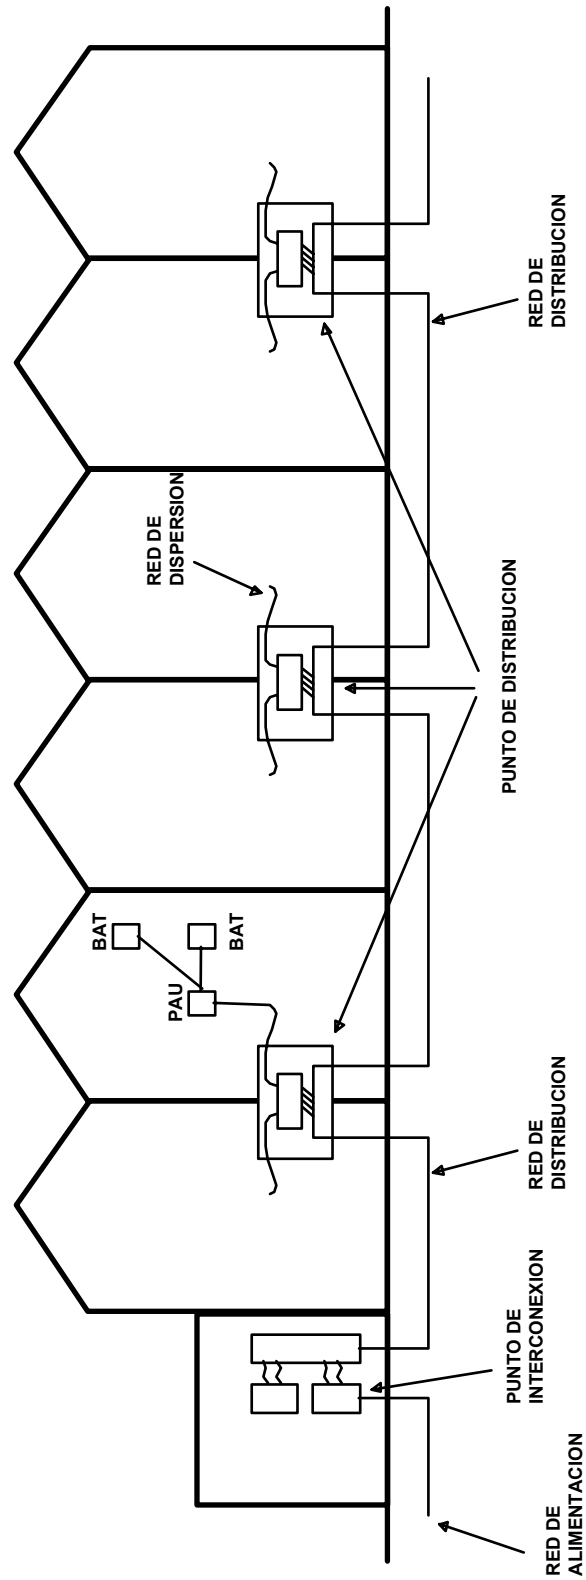 RED DE
ALIMENTACION
PUNTO DE
INTERCONEXION
RED DE
DISTRIBUCION
PAU
BAT
BAT
PUNTO DE DISTRIBUCION
RED DE
DISPERSION
RED DE
DISTRIBUCION